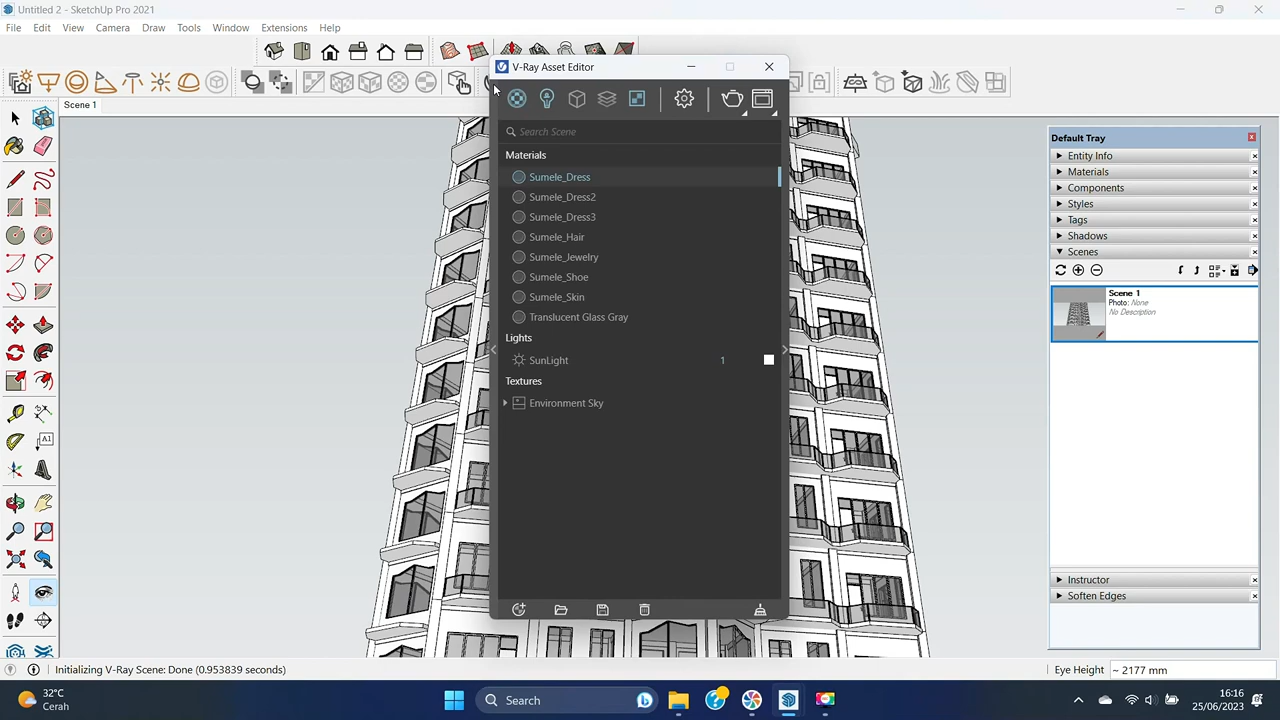 Untitled 2 - SketchUp Pro 2021
File Edit View Camera Draw Tools Window Extensions Help
V-Ray Asset Editor
Scene 1
Search Scene
Materials
Sumele_Dress
Sumele_Dress2
Sumele_Dress3
Sumele_Hair
Sumele_Jewelry
Sumele_Shoe
Sumele_Skin
Translucent Glass Gray
Lights
SunLight 1
Textures
Environment Sky
Default Tray
Entity Info
Materials
Components
Styles
Tags
Shadows
Scenes
Scene 1
Photo: None
No Description
Instructor
Soften Edges
A1
Initializing V-Ray Scene: Done (0.953839 seconds)
Eye Height ~ 2177 mm
32°C
Cerah
Search
16:16
25/06/2023